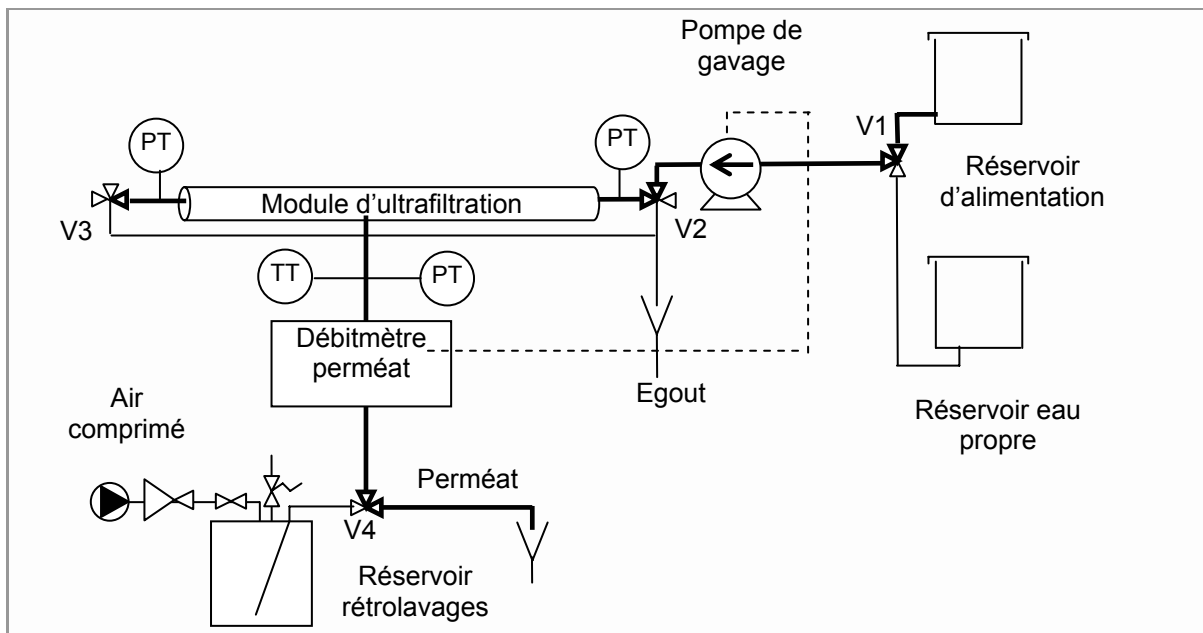 Pompe de
gavage
V1
PT
PT
Réservoir
d'alimentation
Module d'ultrafiltration
V3
V2
TT
PT
Débitmètre
perméat
Egout
Réservoir eau
propre
Air
comprimé
Perméat
V4
Réservoir
rétrolavages